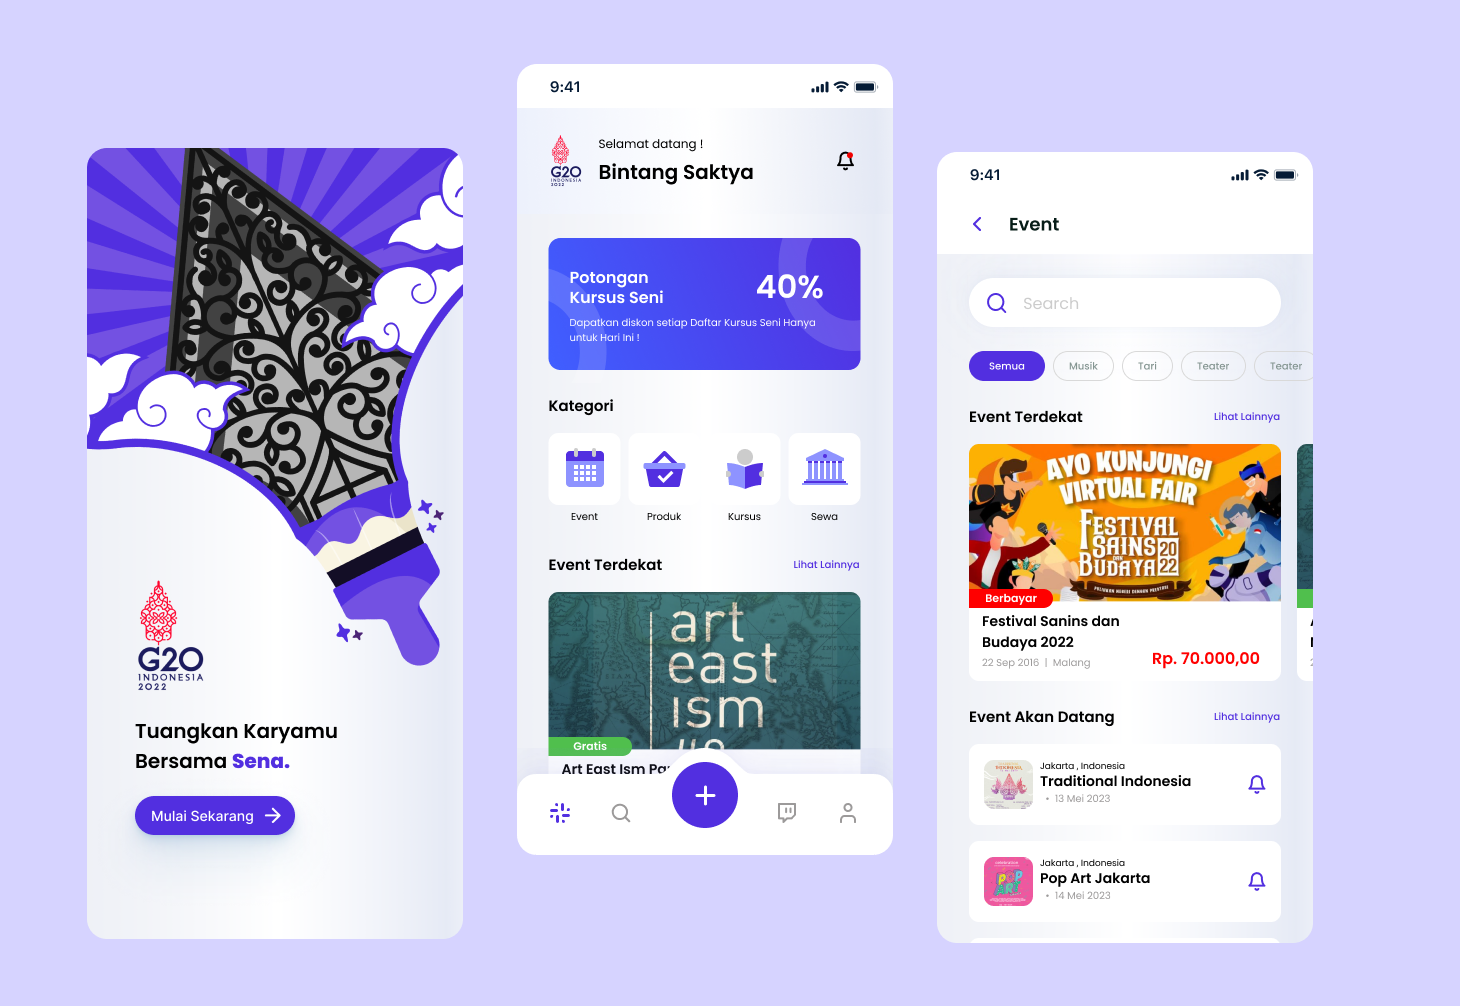 G20
INDONESIA
2022
Tuangkan Karyamu
Bersama Sena.
Mulai Sekarang
9:41
G20
INDONESIA
2022
Selamat datang !
Bintang Saktya
Potongan
Kursus Seni
40%
Dapatkan diskon setiap Daftar Kursus Seni Hanya
untuk Hari Ini !
Kategori
Event
Produk
Kursus
Sewa
Event Terdekat
Lihat Lainnya
art
east
ism
Gratis
Art East Ism
9:41
Event
Search
Semua
Musik
Tari
Teater
Teater
Event Terdekat
Lihat Lainnya
AYO KUNJUNGI
VIRTUAL FAIR
FESTIVAL
SAINS
DAN
BUDAYA
20
22
Berbayar
Festival Sanins dan
Budaya 2022
22 Sep 2016 | Malang
Rp. 70.000,00
Event Akan Datang
Lihat Lainnya
Jakarta , Indonesia
Traditional Indonesia
• 13 Mei 2023
POP
ART
Jakarta , Indonesia
Pop Art Jakarta
• 14 Mei 2023